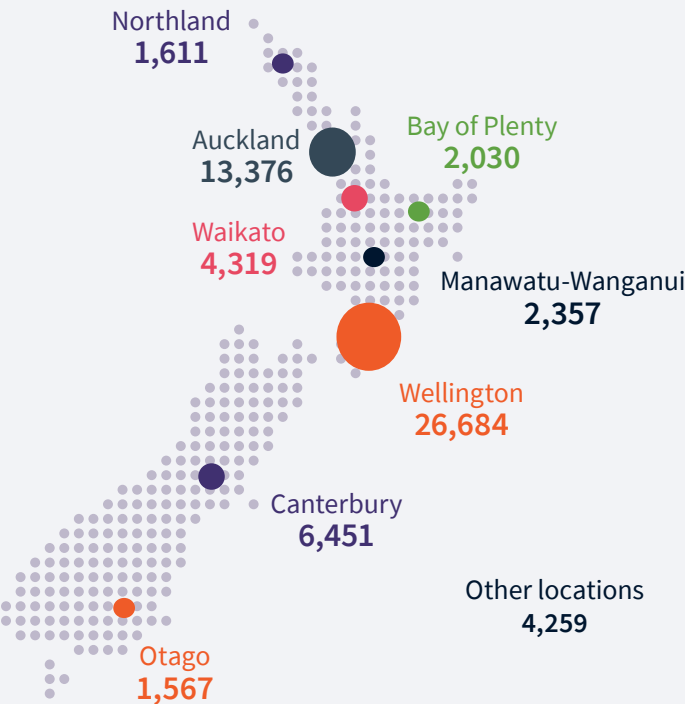 Northland
1,611
Auckland
13,376
Bay of Plenty
2,030
Waikato
4,319
Manawatu-Wanganui
2,357
Wellington
26,684
Canterbury
6,451
Other locations
4,259
Otago
1,567